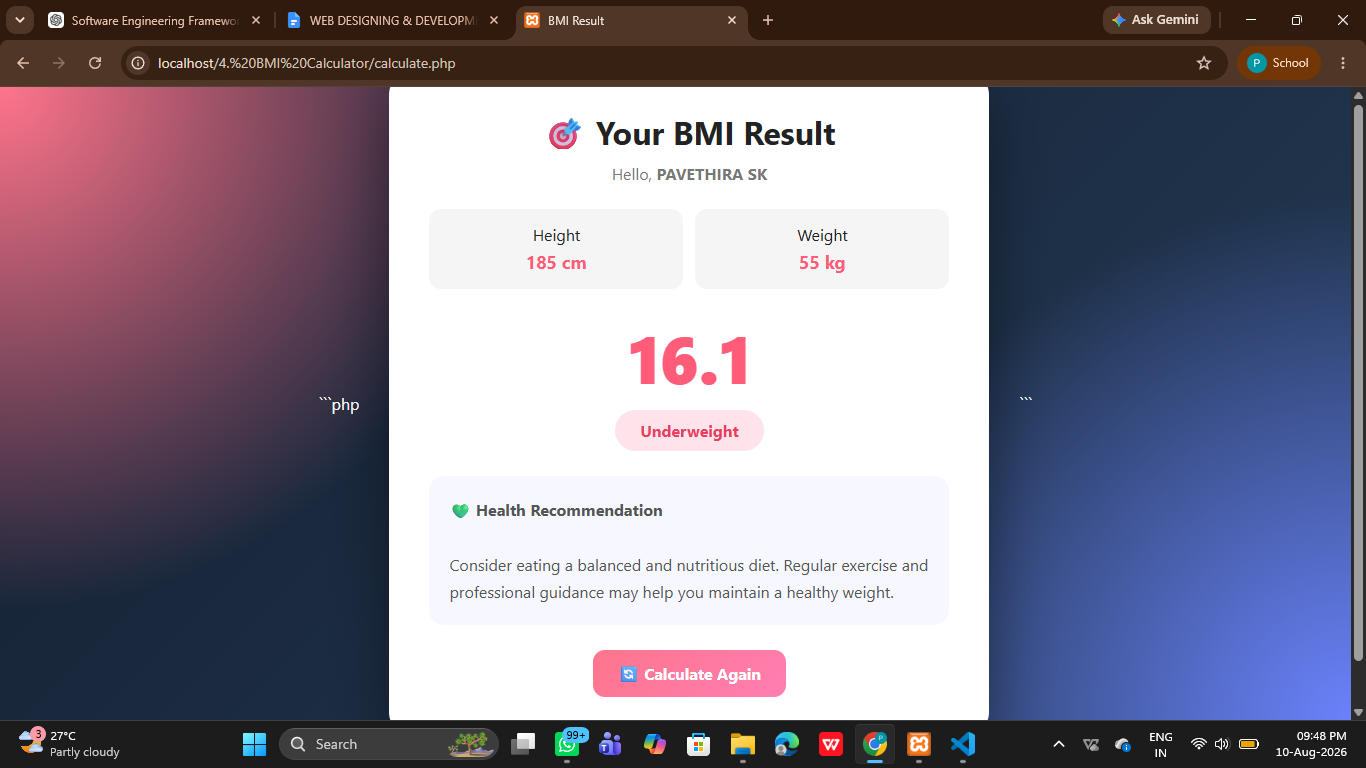 Software Engineering Framewo
WEB DESIGNING & DEVELOPM
BMI Result
Ask Gemini
localhost/4.%20BMI%20Calculator/calculate.php
P
School
🎯 Your BMI Result
Hello, PAVETHIRA SK
Height
185 cm
Weight
55 kg
16.1
```php
```
Underweight
💚 Health Recommendation
Consider eating a balanced and nutritious diet. Regular exercise and
professional guidance may help you maintain a healthy weight.
🔄 Calculate Again
3
27°C
Partly cloudy
Search
99+
ENG
IN
09:48 PM
10-Aug-2026